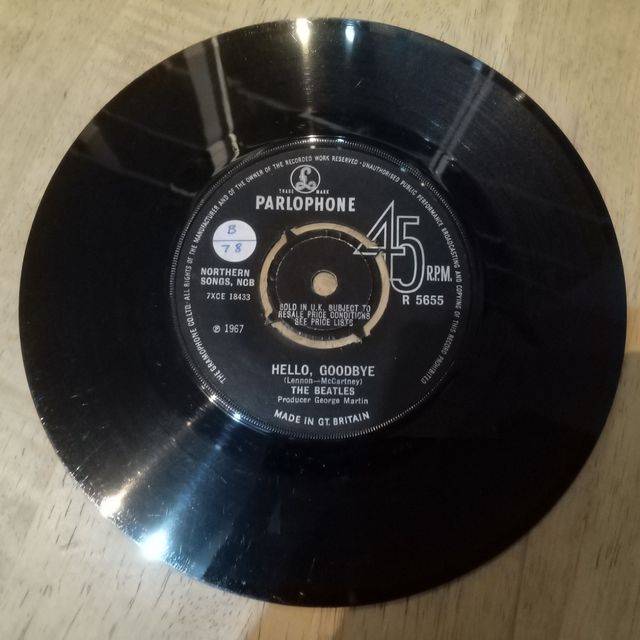 THE GRAMOPHONE CO. LTD. ALL RIGHTS OF THE MANUFACTURER AND OF THE OWNER OF THE RECORDED WORK RESERVED · UNAUTHORISED PUBLIC PERFORMANCE BROADCASTING AND COPYING OF THIS RECORD PROHIBITED
£
TRADE MARK
PARLOPHONE
B
78
45
R.P.M.
NORTHERN
SONGS, NCB
7XCE 18433
R 5655
SOLD IN U.K. SUBJECT TO
RESALE PRICE CONDITIONS
SEE PRICE LISTS
℗ 1967
HELLO, GOODBYE
(Lennon—McCartney)
THE BEATLES
Producer George Martin
MADE IN GT. BRITAIN